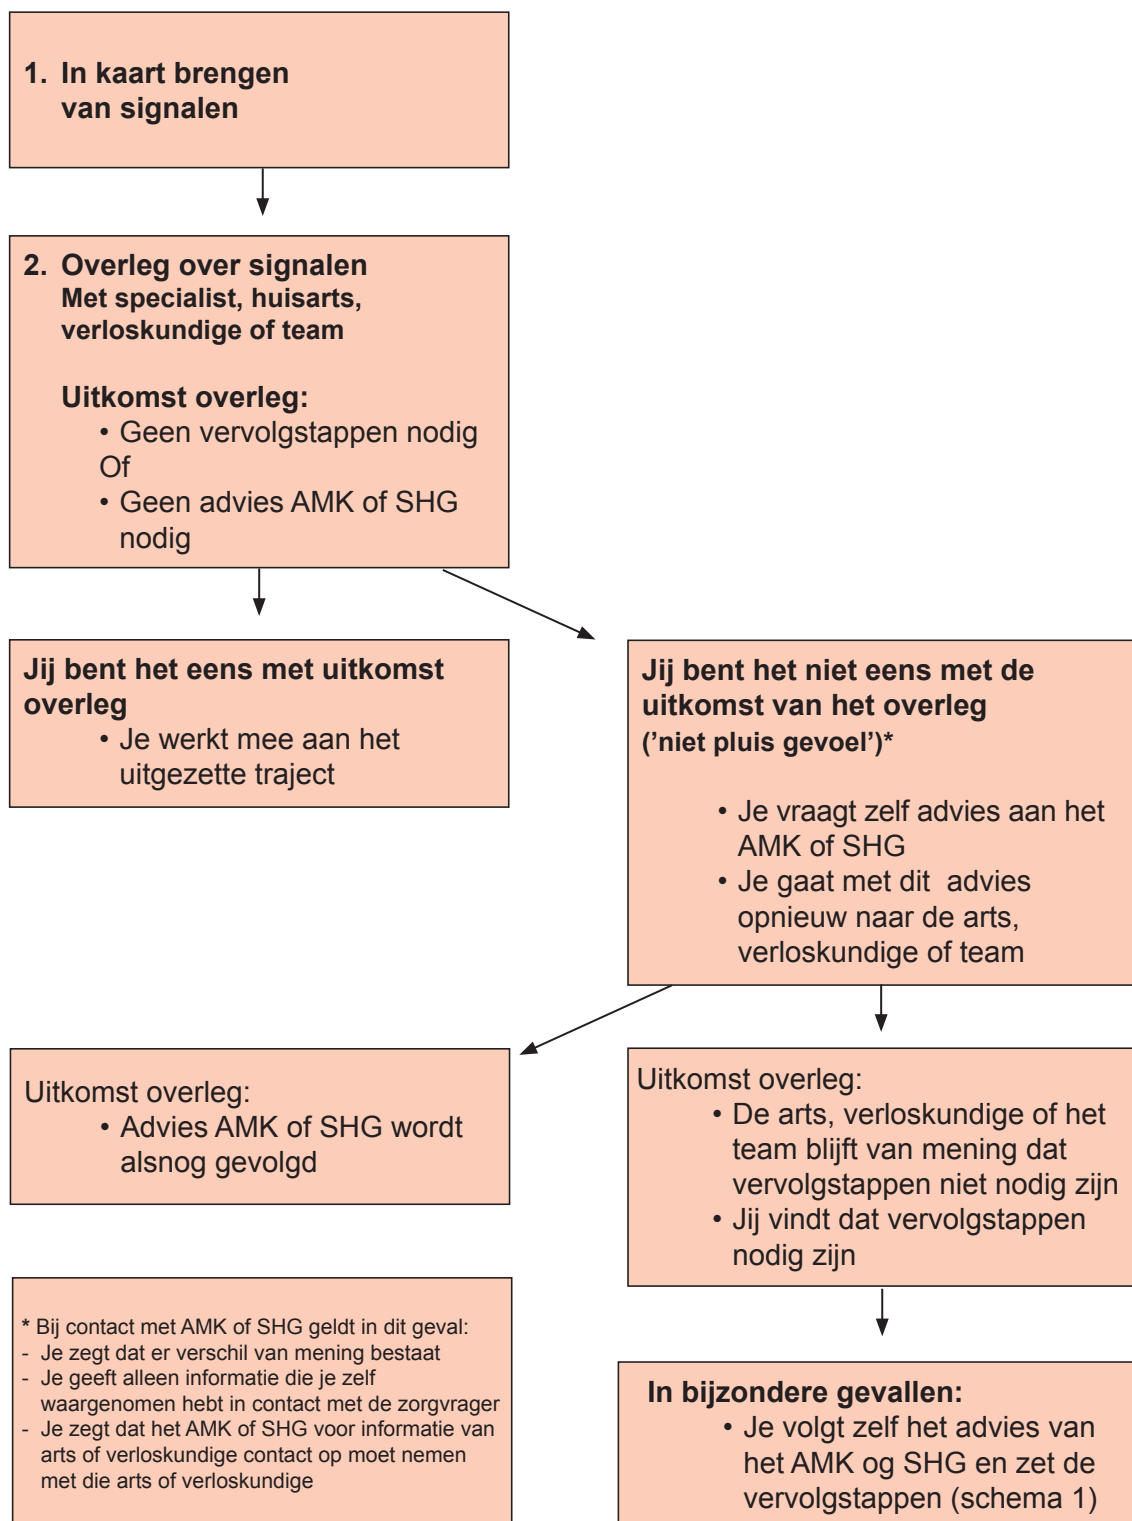 1. In kaart brengen
van signalen
2. Overleg over signalen
Met specialist, huisarts,
verloskundige of team
Uitkomst overleg:
• Geen vervolgstappen nodig
Of
• Geen advies AMK of SHG
nodig
Jij bent het eens met uitkomst
overleg
• Je werkt mee aan het
uitgezette traject
Jij bent het niet eens met de
uitkomst van het overleg
(’niet pluis gevoel’)*
• Je vraagt zelf advies aan het
AMK of SHG
• Je gaat met dit advies
opnieuw naar de arts,
verloskundige of team
Uitkomst overleg:
• Advies AMK of SHG wordt
alsnog gevolgd
Uitkomst overleg:
• De arts, verloskundige of het
team blijft van mening dat
vervolgstappen niet nodig zijn
• Jij vindt dat vervolgstappen
nodig zijn
* Bij contact met AMK of SHG geldt in dit geval:
- Je zegt dat er verschil van mening bestaat
- Je geeft alleen informatie die je zelf
waargenomen hebt in contact met de zorgvrager
- Je zegt dat het AMK of SHG voor informatie van
arts of verloskundige contact op moet nemen
met die arts of verloskundige
In bijzondere gevallen:
• Je volgt zelf het advies van
het AMK og SHG en zet de
vervolgstappen (schema 1)